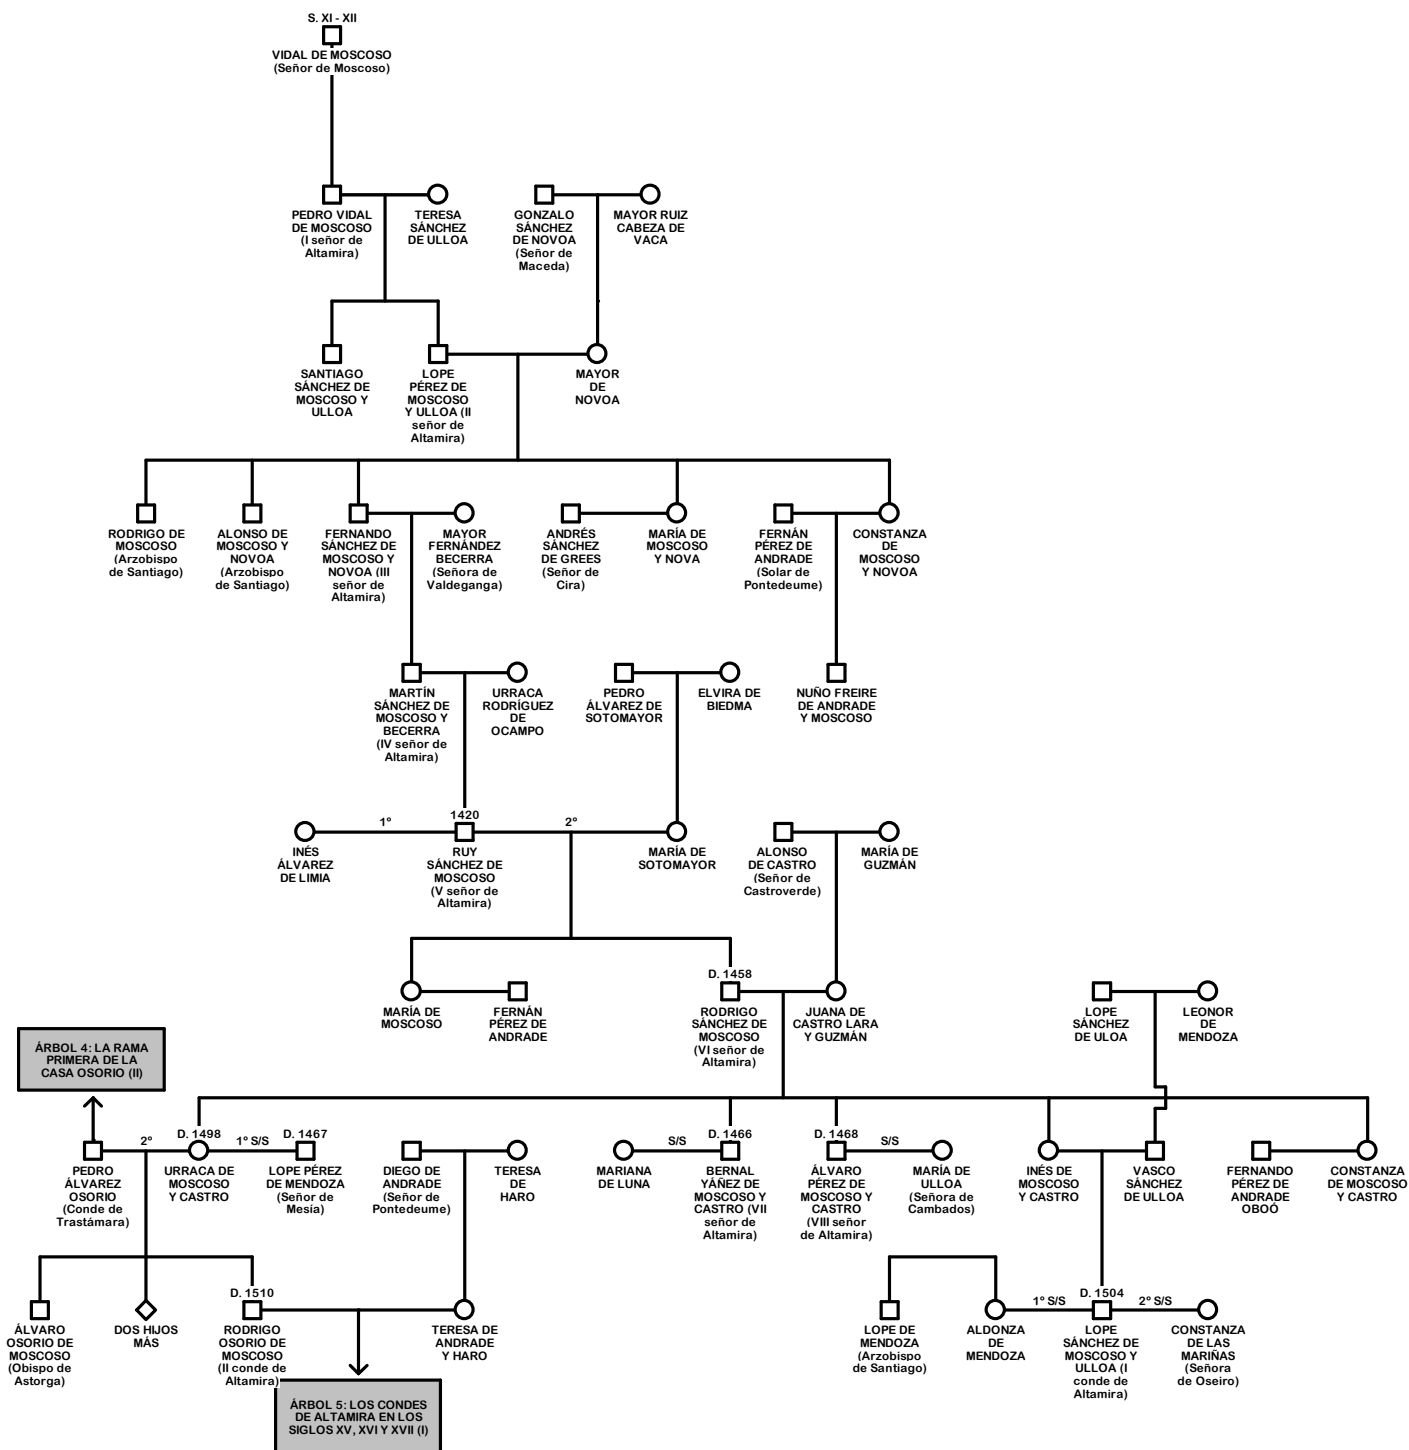 S. XI - XII
VIDAL DE MOSCOSO
(Señor de Moscoso)
PEDRO VIDAL
DE MOSCOSO
(I señor de
Altamira)
TERESA
SÁNCHEZ
DE ULLOA
GONZALO
SÁNCHEZ
DE NOVOA
(Señor de
Maceda)
MAYOR RUIZ
CABEZA DE
VACA
SANTIAGO
SÁNCHEZ DE
MOSCOSO Y
ULLOA
LOPE
PÉREZ DE
MOSCOSO
Y ULLOA (II
señor de
Altamira)
MAYOR
DE
NOVOA
RODRIGO DE
MOSCOSO
(Arzobispo
de Santiago)
ALONSO DE
MOSCOSO Y
NOVOA
(Arzobispo
de Santiago)
FERNANDO
SÁNCHEZ DE
MOSCOSO Y
NOVOA (III
señor de
Altamira)
MAYOR
FERNÁNDEZ
BECERRA
(Señora de
Valdeganga)
ANDRÉS
SÁNCHEZ
DE GREES
(Señor de
Cira)
MARÍA DE
MOSCOSO
Y NOVA
FERNÁN
PÉREZ DE
ANDRADE
(Solar de
Pontedeume)
CONSTANZA
DE
MOSCOSO
Y NOVOA
MARTÍN
SÁNCHEZ DE
MOSCOSO Y
BECERRA
(IV señor de
Altamira)
URRACA
RODRÍGUEZ
DE
OCAMPO
PEDRO
ÁLVAREZ DE
SOTOMAYOR
ELVIRA DE
BIEDMA
NUÑO FREIRE
DE ANDRADE
Y MOSCOSO
1º
1420
2º
INÉS
ÁLVAREZ
DE LIMIA
RUY
SÁNCHEZ DE
MOSCOSO
(V señor de
Altamira)
MARÍA DE
SOTOMAYOR
ALONSO
DE CASTRO
(Señor de
Castroverde)
MARÍA DE
GUZMÁN
MARÍA DE
MOSCOSO
FERNÁN
PÉREZ DE
ANDRADE
D. 1458
RODRIGO
SÁNCHEZ DE
MOSCOSO
(VI señor de
Altamira)
JUANA DE
CASTRO LARA
Y GUZMÁN
LOPE
SÁNCHEZ
DE ULOA
LEONOR
DE
MENDOZA
ÁRBOL 4: LA RAMA
PRIMERA DE LA
CASA OSORIO (II)
2º
D. 1498
1º S/S
D. 1467
PEDRO
ÁLVAREZ
OSORIO
(Conde de
Trastámara)
URRACA DE
MOSCOSO
Y CASTRO
LOPE PÉREZ
DE MENDOZA
(Señor de
Mesía)
DIEGO DE
ANDRADE
(Señor de
Pontedeume)
TERESA
DE
HARO
S/S
D. 1466
D. 1468
S/S
MARIANA
DE LUNA
BERNAL
YÁÑEZ DE
MOSCOSO Y
CASTRO (VII
señor de
Altamira)
ÁLVARO
PÉREZ DE
MOSCOSO Y
CASTRO
(VIII señor
de Altamira)
MARÍA DE
ULLOA
(Señora de
Cambados)
INÉS DE
MOSCOSO
Y CASTRO
VASCO
SÁNCHEZ
DE ULLOA
FERNANDO
PÉREZ DE
ANDRADE
OBOÓ
CONSTANZA
DE MOSCOSO
Y CASTRO
ÁLVARO
OSORIO DE
MOSCOSO
(Obispo de
Astorga)
DOS HIJOS
MÁS
D. 1510
RODRIGO
OSORIO DE
MOSCOSO
(II conde de
Altamira)
TERESA DE
ANDRADE
Y HARO
LOPE DE
MENDOZA
(Arzobispo
de Santiago)
ALDONZA
DE
MENDOZA
1º S/S
D. 1504
2º S/S
LOPE
SÁNCHEZ DE
MOSCOSO Y
ULLOA (I
conde de
Altamira)
CONSTANZA
DE LAS
MARIÑAS
(Señora
de Oseiro)
ÁRBOL 5: LOS CONDES
DE ALTAMIRA EN LOS
SIGLOS XV, XVI Y XVII (I)